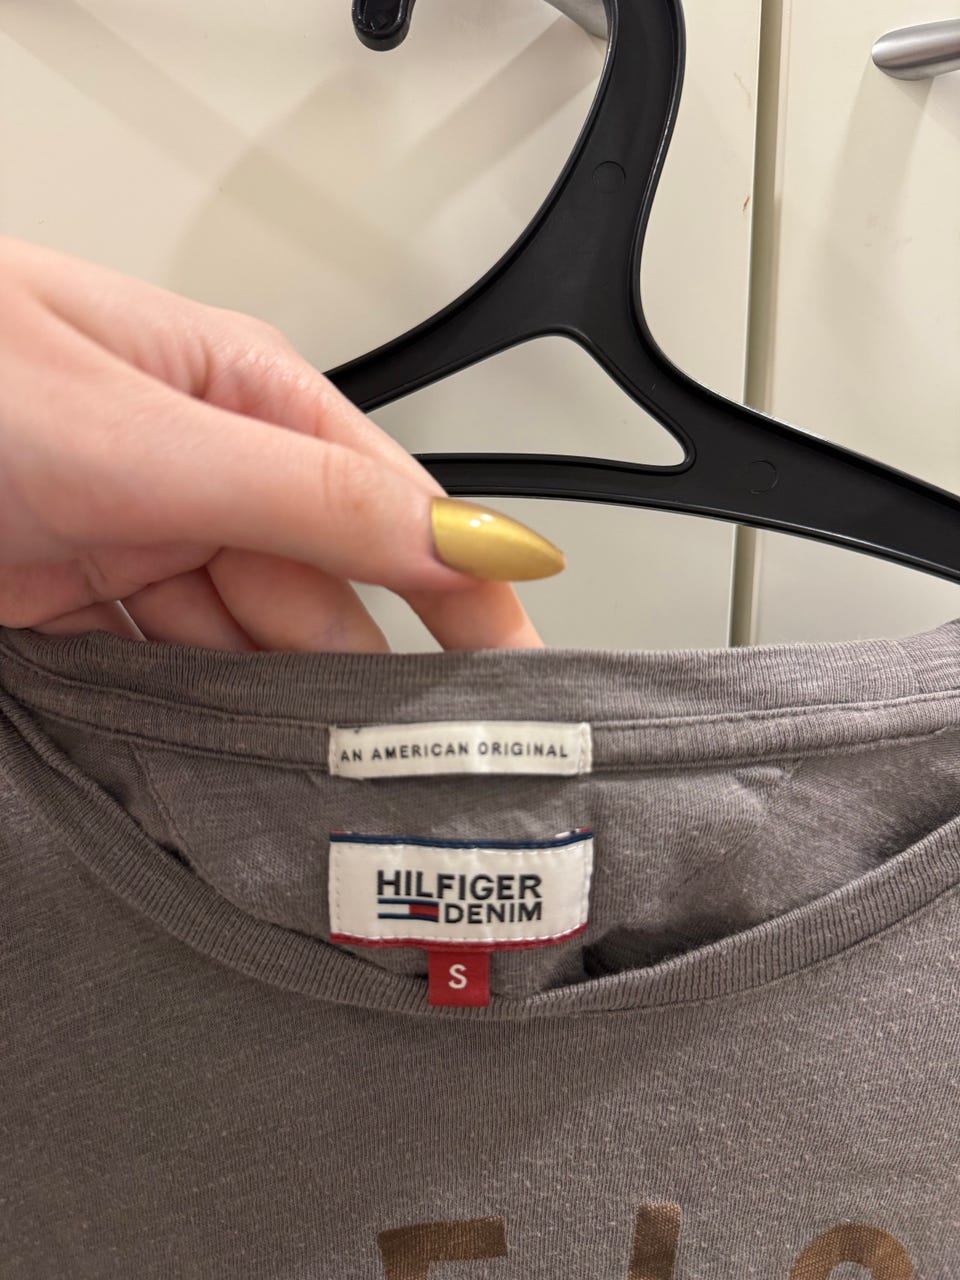 AN AMERICAN ORIGINAL
HILFIGER
DENIM
S